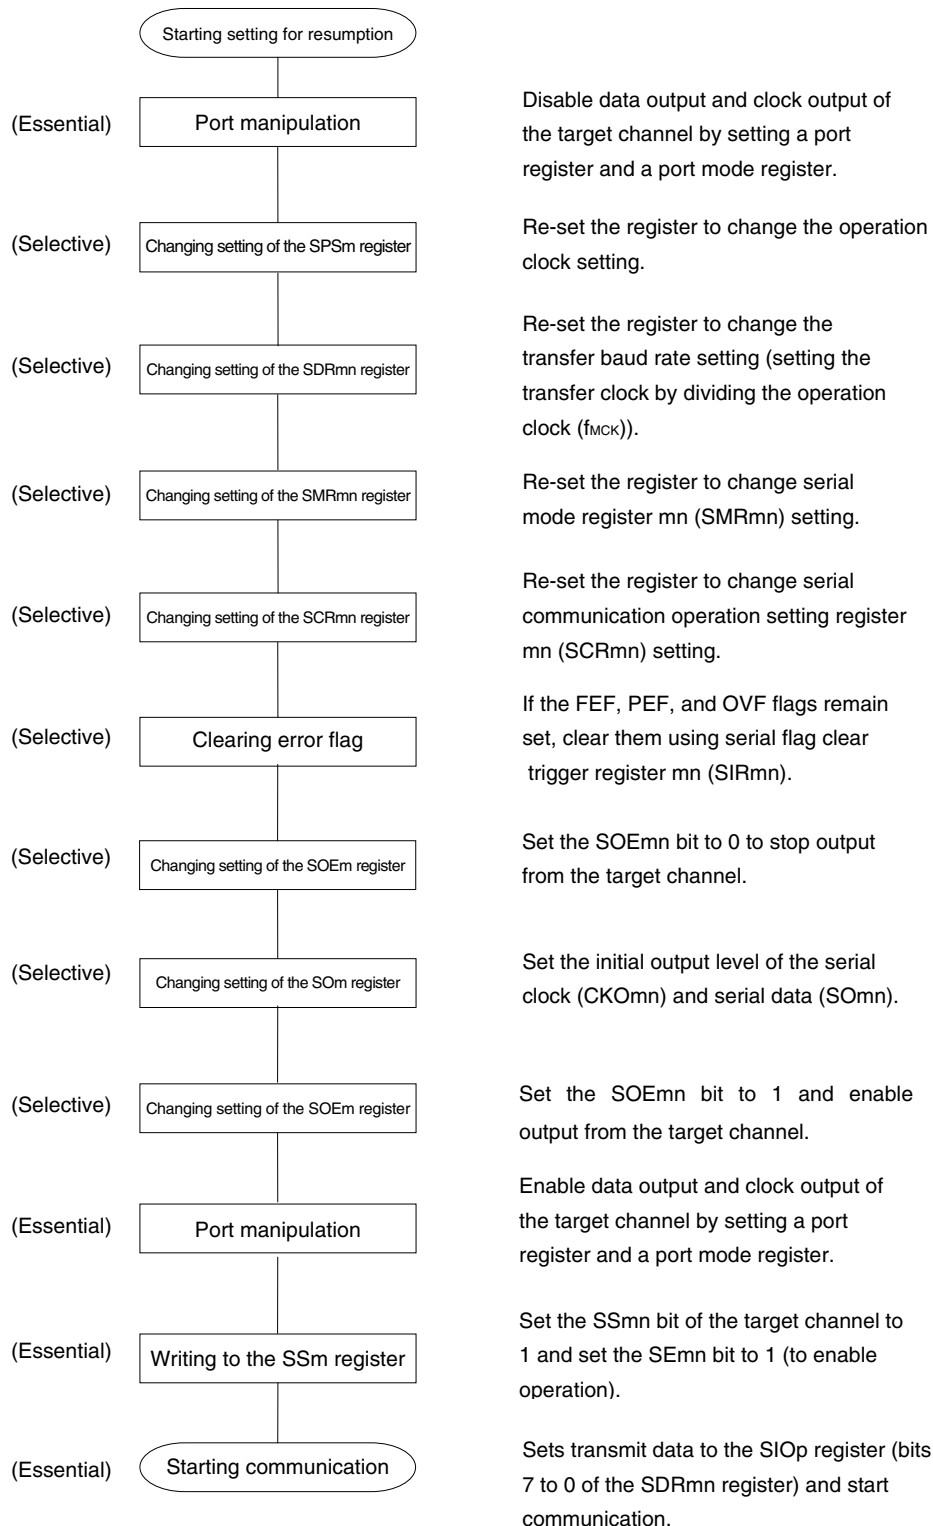 Starting setting for resumption
(Essential)
Port manipulation
Disable data output and clock output of
the target channel by setting a port
register and a port mode register.
(Selective)
Changing setting of the SPSm register
Re-set the register to change the operation
clock setting.
(Selective)
Changing setting of the SDRmn register
Re-set the register to change the
transfer baud rate setting (setting the
transfer clock by dividing the operation
clock (fMCK)).
(Selective)
Changing setting of the SMRmn register
Re-set the register to change serial
mode register mn (SMRmn) setting.
(Selective)
Changing setting of the SCRmn register
Re-set the register to change serial
communication operation setting register
mn (SCRmn) setting.
(Selective)
Clearing error flag
If the FEF, PEF, and OVF flags remain
set, clear them using serial flag clear
trigger register mn (SIRmn).
(Selective)
Changing setting of the SOEm register
Set the SOEmn bit to 0 to stop output
from the target channel.
(Selective)
Changing setting of the SOm register
Set the initial output level of the serial
clock (CKOmn) and serial data (SOmn).
(Selective)
Changing setting of the SOEm register
Set the SOEmn bit to 1 and enable
output from the target channel.
(Essential)
Port manipulation
Enable data output and clock output of
the target channel by setting a port
register and a port mode register.
(Essential)
Writing to the SSm register
Set the SSmn bit of the target channel to
1 and set the SEmn bit to 1 (to enable
operation).
(Essential)
Starting communication
Sets transmit data to the SIOp register (bits
7 to 0 of the SDRmn register) and start
communication.